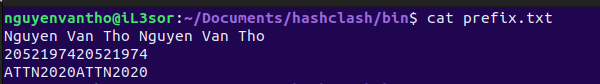 nguyenvantho@iL3sor:~/Documents/hashclash/bin$ cat prefix.txt
Nguyen Van Tho Nguyen Van Tho
2052197420521974
ATTN2020ATTN2020